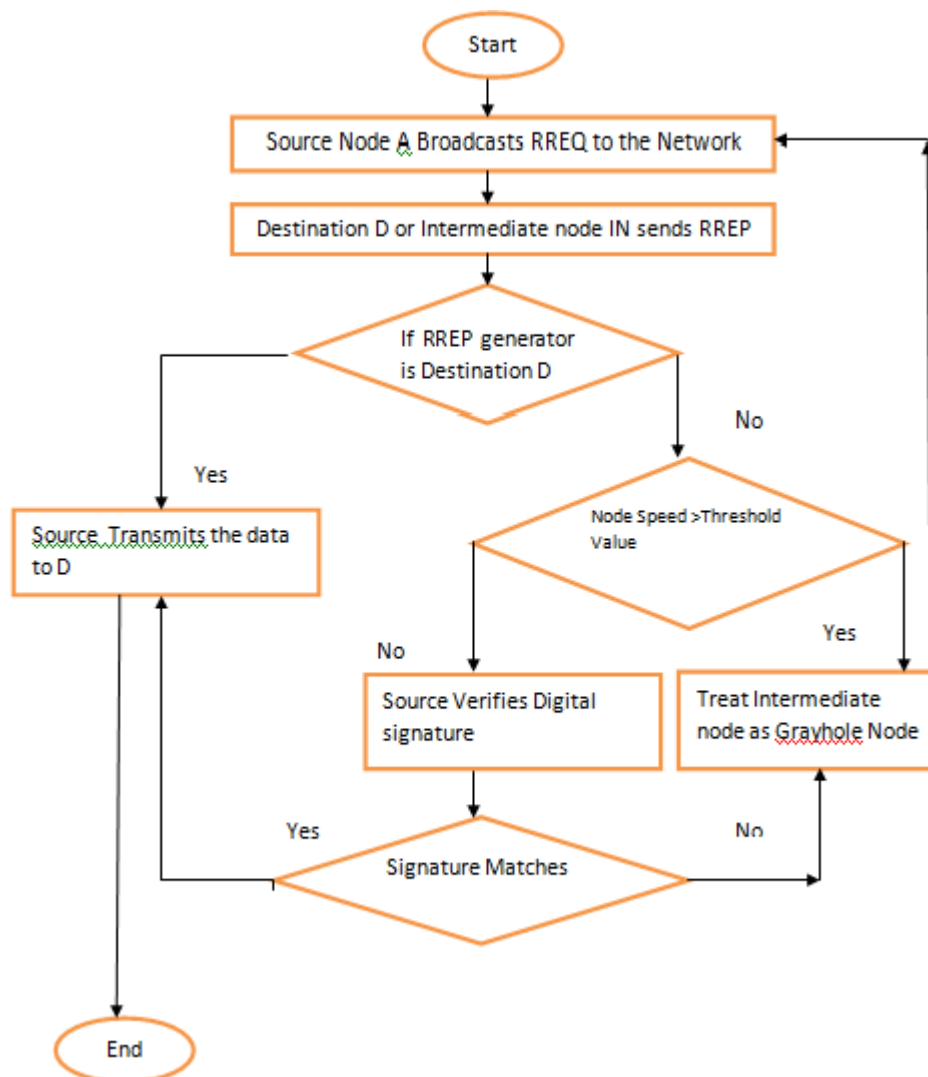 Start
Source Node A Broadcasts RREQ to the Network
Destination D or Intermediate node IN sends RREP
If RREP generator
is Destination D
No
Yes
Node Speed >Threshold
Value
Source Transmits the data
to D
Yes
No
Source Verifies Digital
signature
Treat Intermediate
node as Grayhole Node
Yes
No
Signature Matches
End